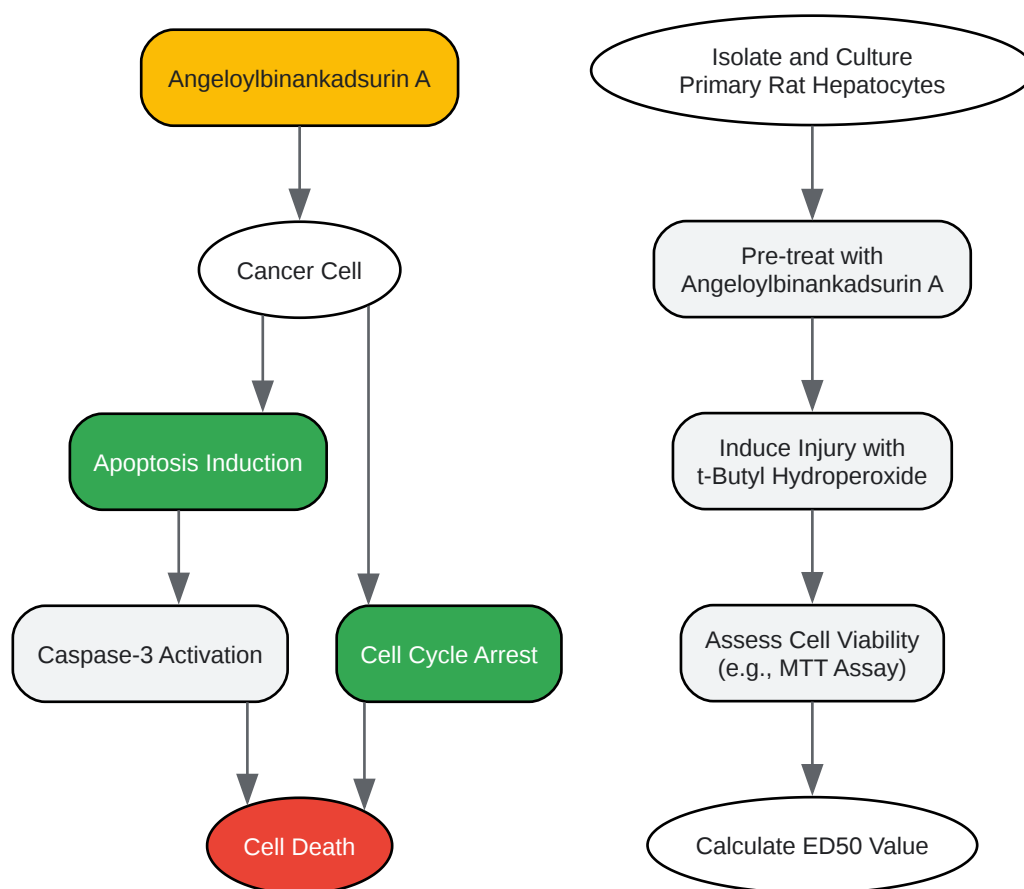 Angeloylbinankadsurin A
Cancer Cell
Apoptosis Induction
Caspase-3 Activation
Cell Cycle Arrest
Cell Death
Isolate and Culture
Primary Rat Hepatocytes
Pre-treat with
Angeloylbinankadsurin A
Induce Injury with
t-Butyl Hydroperoxide
Assess Cell Viability
(e.g., MTT Assay)
Calculate ED50 Value